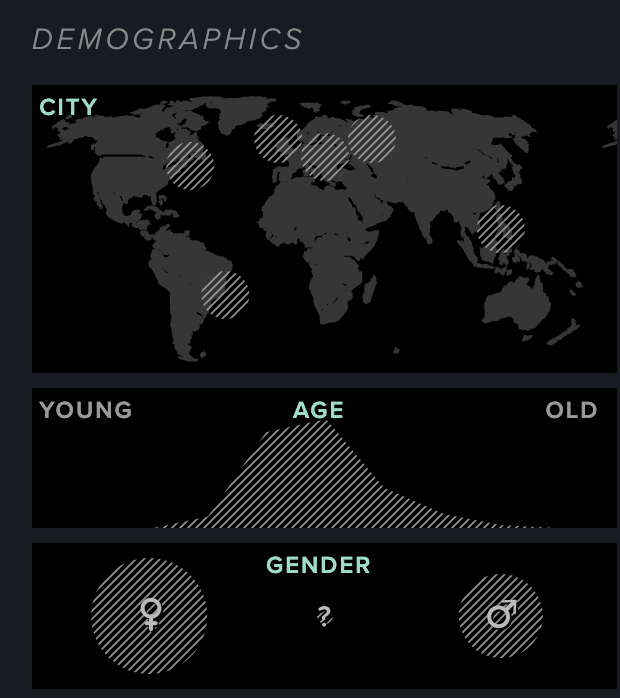 DEMOGRAPHICS
CITY
YOUNG AGE OLD
GENDER
♀ ? ♂